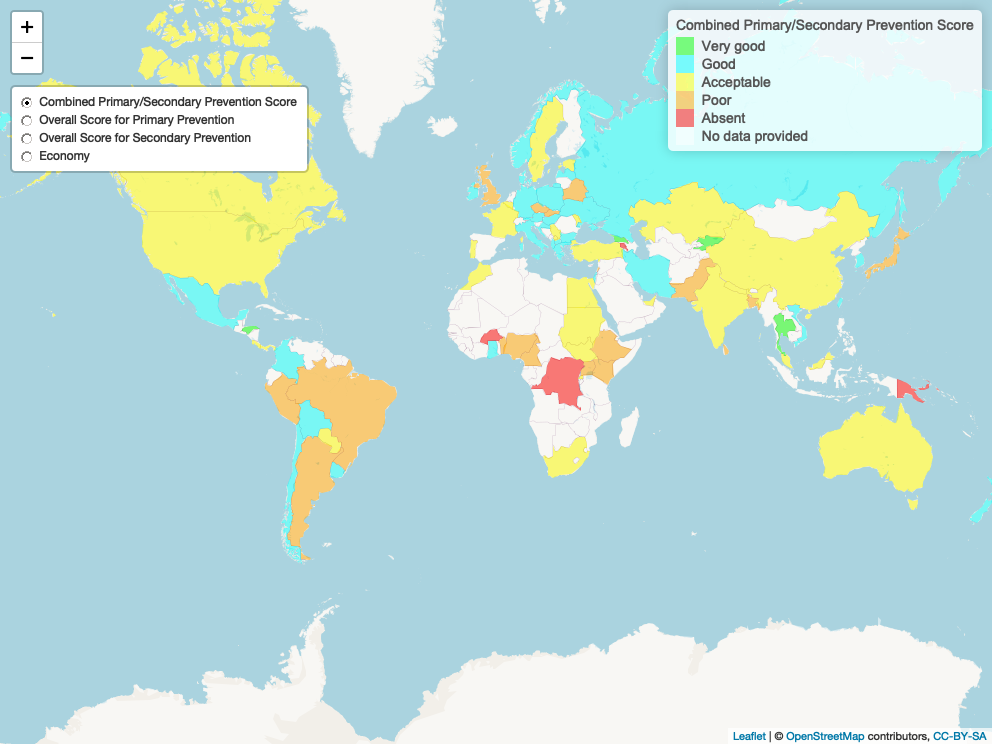 +
−
Combined Primary/Secondary Prevention Score
Overall Score for Primary Prevention
Overall Score for Secondary Prevention
Economy
Combined Primary/Secondary Prevention Score
Very good
Good
Acceptable
Poor
Absent
No data provided
Leaflet | © OpenStreetMap contributors, CC-BY-SA